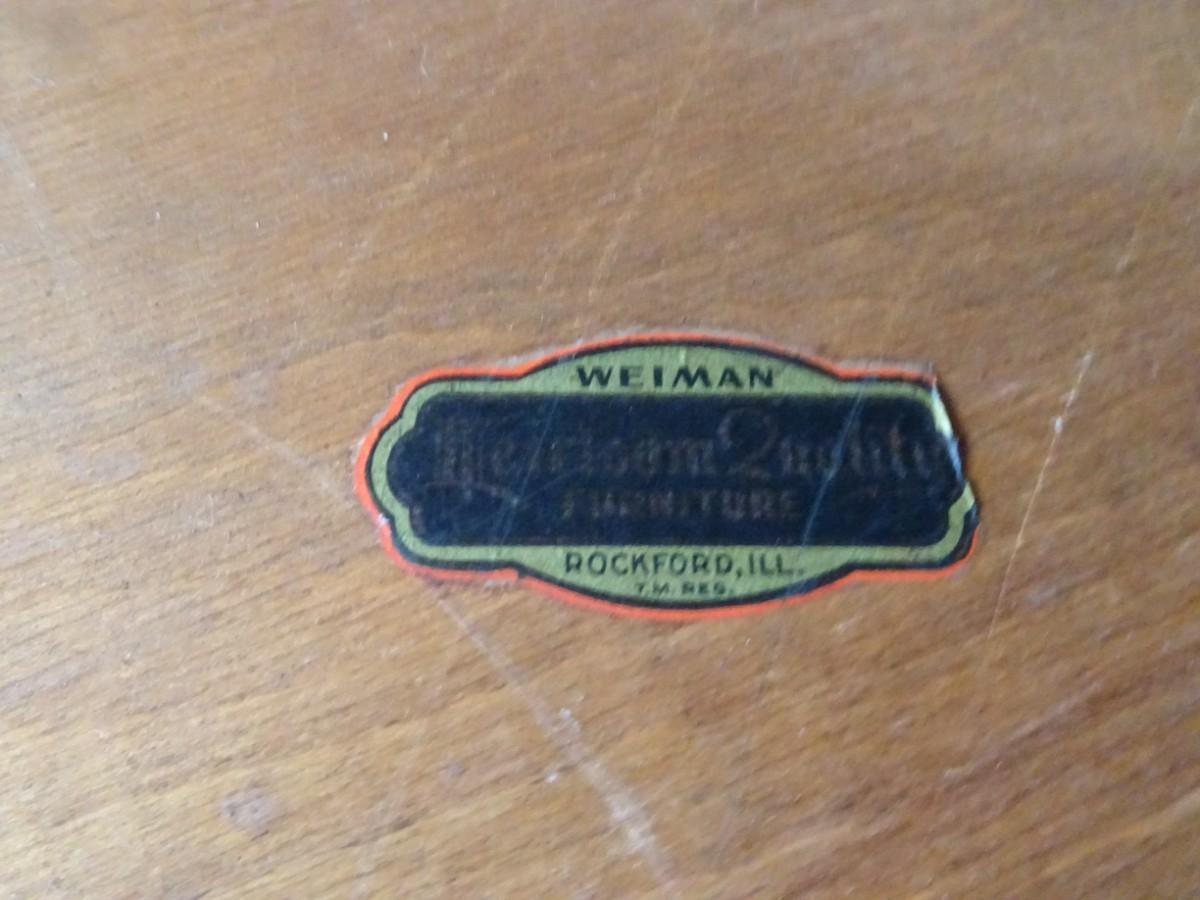 WEIMAN
Heirloom Quality
FURNITURE
ROCKFORD, ILL.
T.M. REG.